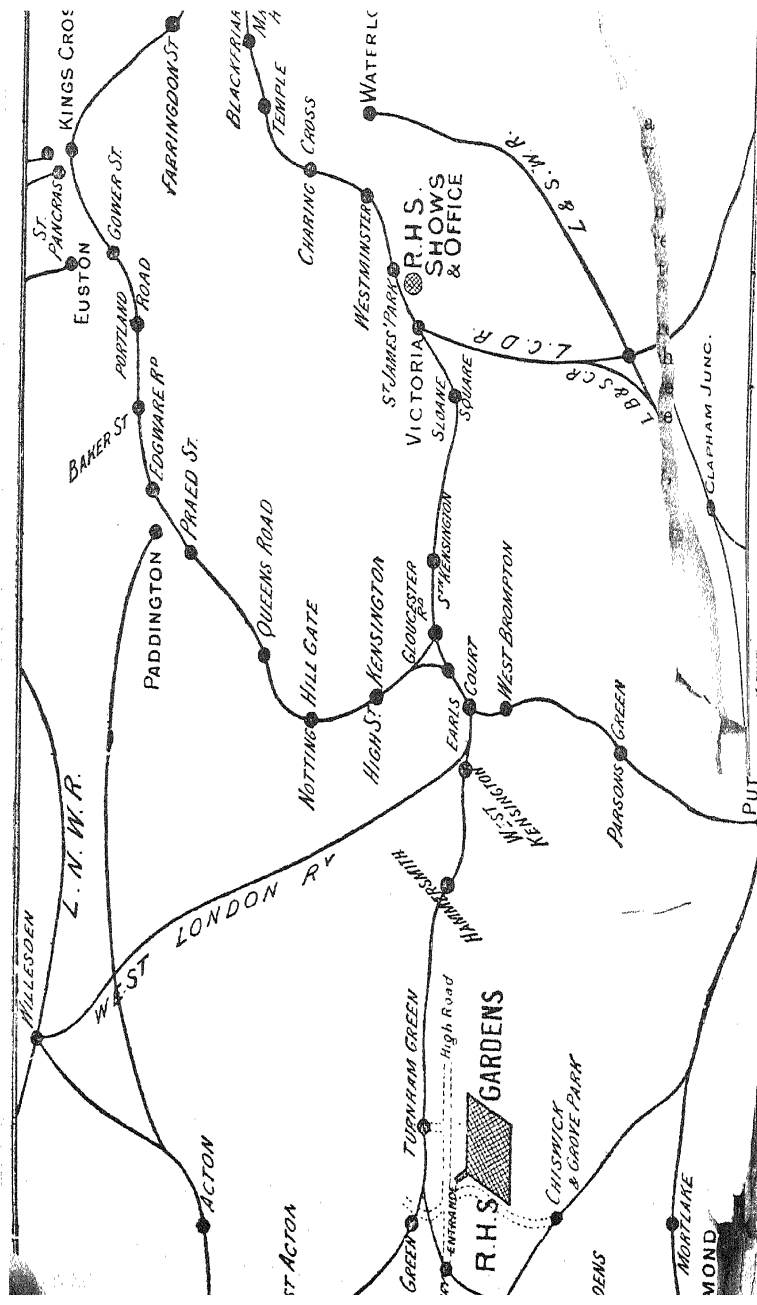 WILLESDEN
L. N. W. R.
EUSTON
ST.
PANCRAS
KINGS CROS
GOWER ST.
FARRINGDON ST
PORTLAND
ROAD
BAKER ST
EDGWARE RD
PRAED ST.
PADDINGTON
QUEENS ROAD
NOTTING HILL GATE
HIGH ST. KENSINGTON
WEST LONDON RY
ACTON
ST ACTON
BLACKFRIAR
TEMPLE
CHARING CROSS
WESTMINSTER
R.H.S.
SHOWS
& OFFICE
ST JAMES' PARK
VICTORIA
SLOANE
SQUARE
STH KENSINGTON
GLOUCESTER
RD
EARLS COURT
WEST BROMPTON
WEST
KENSINGTON
HAMMERSMITH
TURNHAM GREEN
GREEN
High Road
ENTRANCE
R.H.S GARDENS
CHISWICK
& GROVE PARK
DENS
MORTLAKE
MOND
PARSONS GREEN
PUT
CLAPHAM JUNC.
L B & S C R
L. C. D. R.
L & S. W. R.
WATERLO